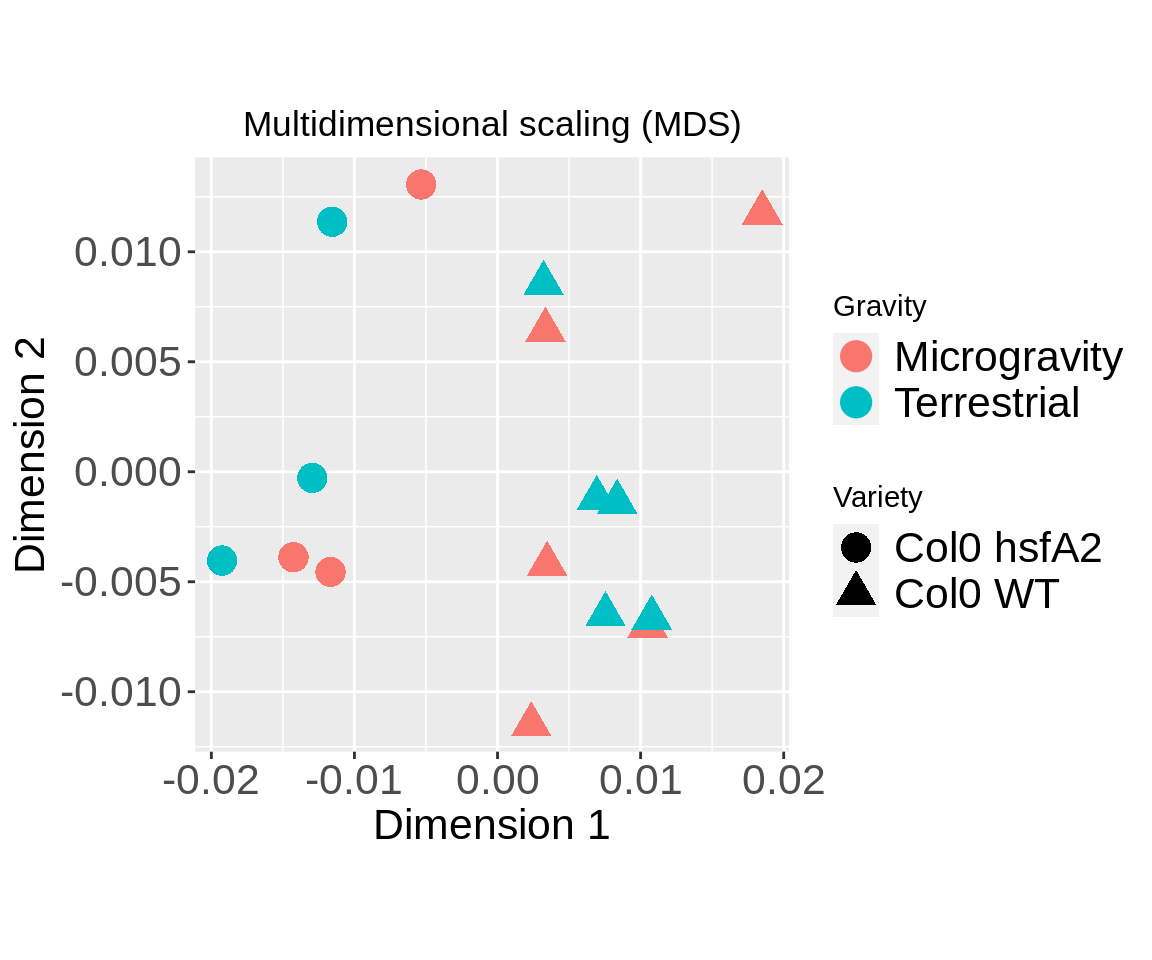 Multidimensional scaling (MDS)
0.010
0.005
0.000
-0.005
-0.010
Dimension 2
-0.02 -0.01 0.00 0.01 0.02
Dimension 1
Gravity
Microgravity
Terrestrial
Variety
Col0 hsfA2
Col0 WT